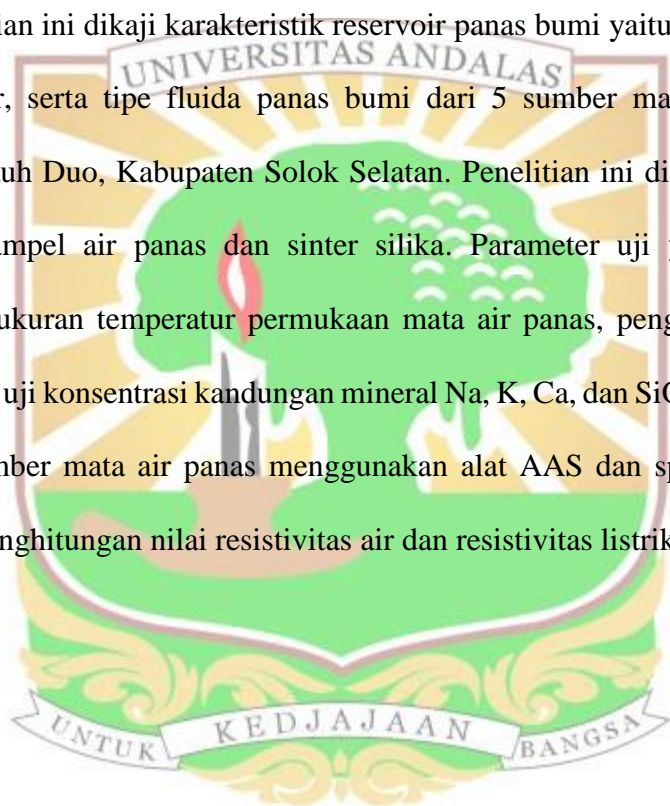 ian ini dikaji karakteristik reservoir panas bumi yaitu
UNIVERSITAS ANDALAS
r, serta tipe fluida panas bumi dari 5 sumber ma
uh Duo, Kabupaten Solok Selatan. Penelitian ini di
ampel air panas dan sinter silika. Parameter uji
ukuran temperatur permukaan mata air panas, peng
uji konsentrasi kandungan mineral Na, K, Ca, dan SiO
mber mata air panas menggunakan alat AAS dan sp
nghitungan nilai resistivitas air dan resistivitas listrik
UNTUK KEDJAJAAN BANGSA